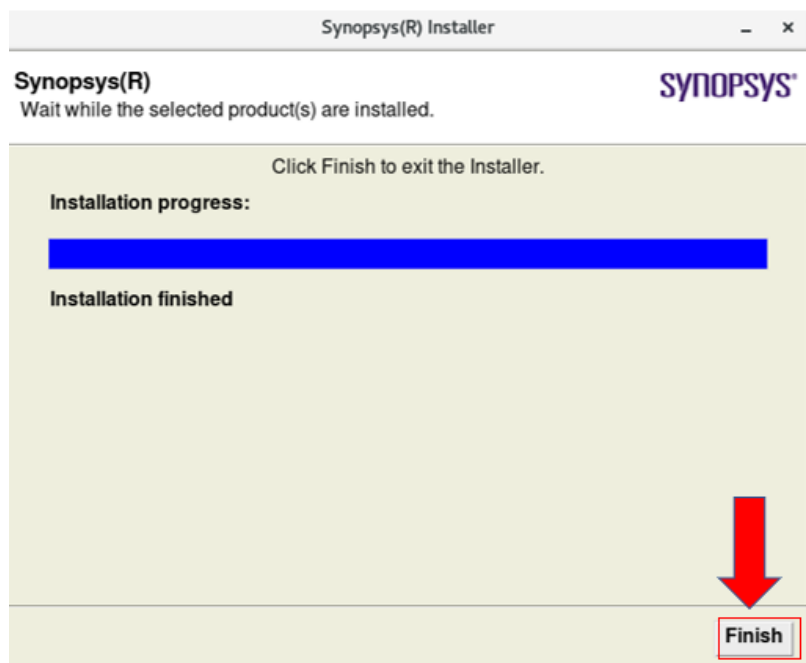 Synopsys(R) Installer
Synopsys(R)
Wait while the selected product(s) are installed.
SYNOPSYS®
Click Finish to exit the Installer.
Installation progress:
Installation finished
Finish